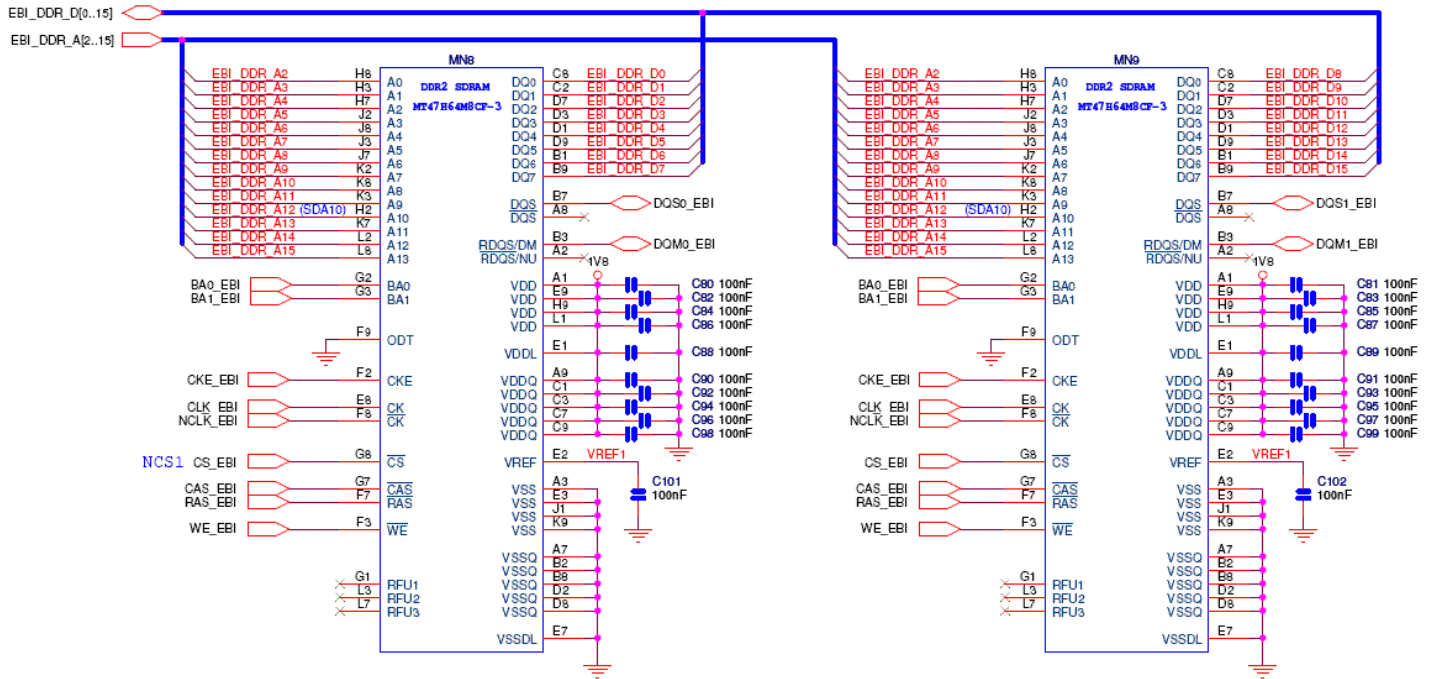 EBI_DDR_D[0..15]
EBI_DDR_A[2..15]
MN8
DDR2 SDRAM
MT47H64M8CF-3
EBI_DDR_A2 H8 A0
EBI_DDR_A3 H3 A1
EBI_DDR_A4 H7 A2
EBI_DDR_A5 J2 A3
EBI_DDR_A6 J8 A4
EBI_DDR_A7 J3 A5
EBI_DDR_A8 J7 A6
EBI_DDR_A9 K2 A7
EBI_DDR_A10 K8 A8
EBI_DDR_A11 K3 A9
EBI_DDR_A12 (SDA10) H2 A10
EBI_DDR_A13 K7 A11
EBI_DDR_A14 L2 A12
EBI_DDR_A15 L8 A13
BA0_EBI G2 BA0
BA1_EBI G3 BA1
F9 ODT
CKE_EBI F2 CKE
CLK_EBI E8 CK
NCLK_EBI F8 CK
NCS1 CS_EBI G8 CS
CAS_EBI G7 CAS
RAS_EBI F7 RAS
WE_EBI F3 WE
G1 RFU1
L3 RFU2
L7 RFU3
DQ0 C8 EBI_DDR_D0
DQ1 C2 EBI_DDR_D1
DQ2 D7 EBI_DDR_D2
DQ3 D3 EBI_DDR_D3
DQ4 D1 EBI_DDR_D4
DQ5 D9 EBI_DDR_D5
DQ6 B1 EBI_DDR_D6
DQ7 B9 EBI_DDR_D7
DQS B7 DQS0_EBI
DQS A8
RDQS/DM B3 DQM0_EBI
RDQS/NU A2
1V8
VDD A1 C80 100nF
VDD E9 C82 100nF
VDD H9 C84 100nF
VDD L1 C86 100nF
VDDL E1 C88 100nF
VDDQ A9 C90 100nF
VDDQ C1 C92 100nF
VDDQ C3 C94 100nF
VDDQ C7 C96 100nF
VDDQ C9 C98 100nF
VREF E2 VREF1
C101
100nF
VSS A3
VSS E3
VSS J1
VSS K9
VSSQ A7
VSSQ B2
VSSQ B8
VSSQ D2
VSSQ D8
VSSDL E7
MN9
DDR2 SDRAM
MT47H64M8CF-3
EBI_DDR_A2 H8 A0
EBI_DDR_A3 H3 A1
EBI_DDR_A4 H7 A2
EBI_DDR_A5 J2 A3
EBI_DDR_A6 J8 A4
EBI_DDR_A7 J3 A5
EBI_DDR_A8 J7 A6
EBI_DDR_A9 K2 A7
EBI_DDR_A10 K8 A8
EBI_DDR_A11 K3 A9
EBI_DDR_A12 (SDA10) H2 A10
EBI_DDR_A13 K7 A11
EBI_DDR_A14 L2 A12
EBI_DDR_A15 L8 A13
BA0_EBI G2 BA0
BA1_EBI G3 BA1
F9 ODT
CKE_EBI F2 CKE
CLK_EBI E8 CK
NCLK_EBI F8 CK
CS_EBI G8 CS
CAS_EBI G7 CAS
RAS_EBI F7 RAS
WE_EBI F3 WE
G1 RFU1
L3 RFU2
L7 RFU3
DQ0 C8 EBI_DDR_D8
DQ1 C2 EBI_DDR_D9
DQ2 D7 EBI_DDR_D10
DQ3 D3 EBI_DDR_D11
DQ4 D1 EBI_DDR_D12
DQ5 D9 EBI_DDR_D13
DQ6 B1 EBI_DDR_D14
DQ7 B9 EBI_DDR_D15
DQS B7 DQS1_EBI
DQS A8
RDQS/DM B3 DQM1_EBI
RDQS/NU A2
1V8
VDD A1 C81 100nF
VDD E9 C83 100nF
VDD H9 C85 100nF
VDD L1 C87 100nF
VDDL E1 C89 100nF
VDDQ A9 C91 100nF
VDDQ C1 C93 100nF
VDDQ C3 C95 100nF
VDDQ C7 C97 100nF
VDDQ C9 C99 100nF
VREF E2 VREF1
C102
100nF
VSS A3
VSS E3
VSS J1
VSS K9
VSSQ A7
VSSQ B2
VSSQ B8
VSSQ D2
VSSQ D8
VSSDL E7